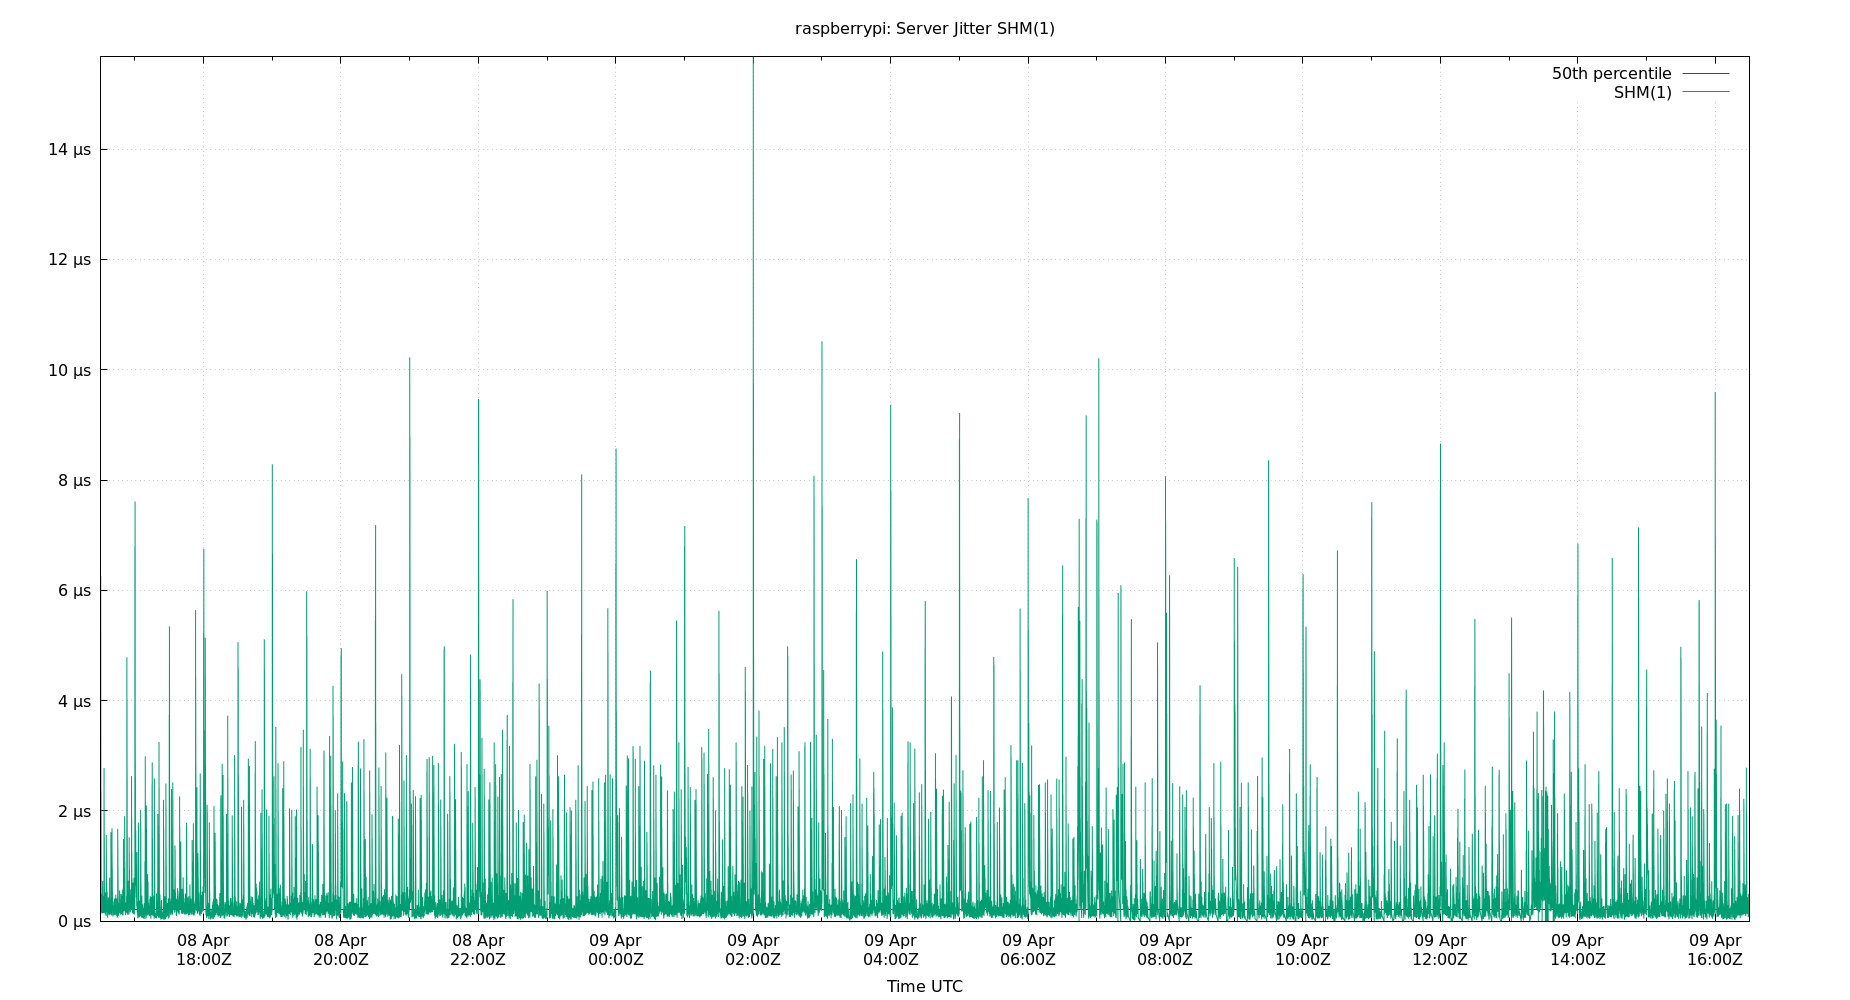 raspberrypi: Server Jitter SHM(1)
50th percentile
SHM(1)
14 µs
12 µs
10 µs
8 µs
6 µs
4 µs
2 µs
0 µs
08 Apr 08 Apr 08 Apr 09 Apr 09 Apr 09 Apr 09 Apr 09 Apr 09 Apr 09 Apr 09 Apr 09 Apr
18:00Z 20:00Z 22:00Z 00:00Z 02:00Z 04:00Z 06:00Z 08:00Z 10:00Z 12:00Z 14:00Z 16:00Z
Time UTC